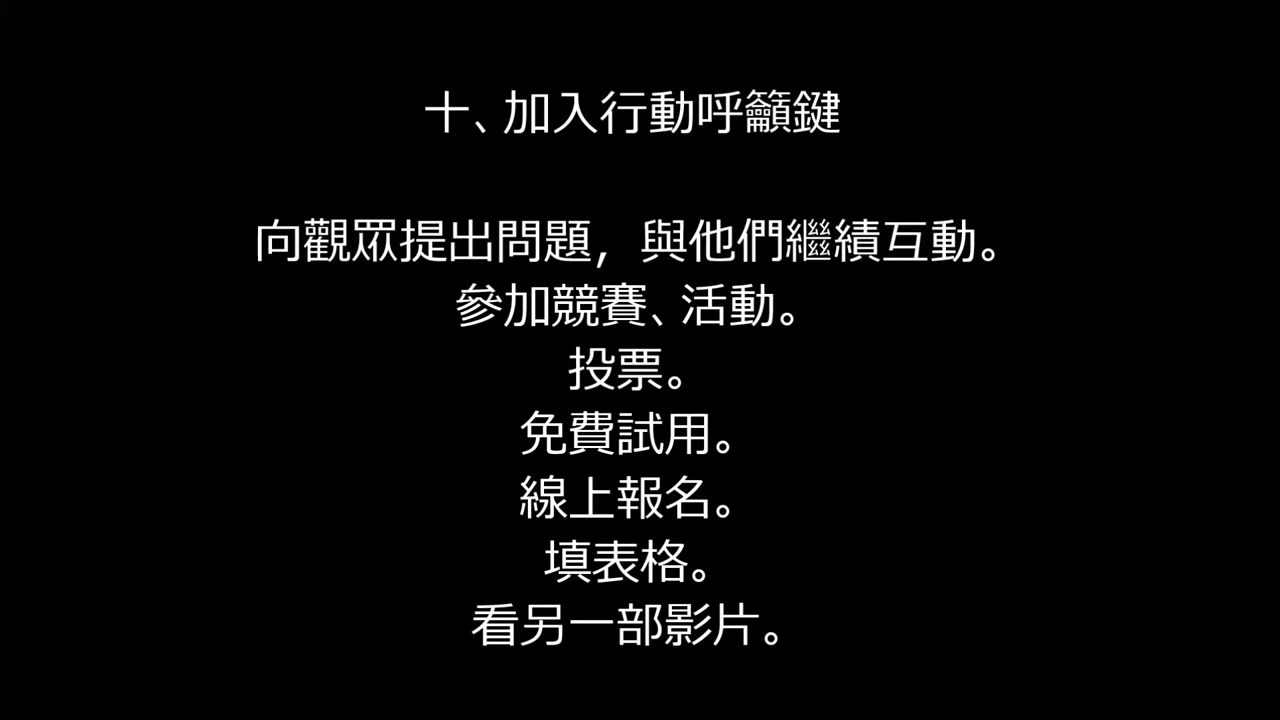 十、加入行動呼籲鍵
向觀眾提出問題，與他們繼續互動。
參加競賽、活動。
投票。
免費試用。
線上報名。
填表格。
看另一部影片。